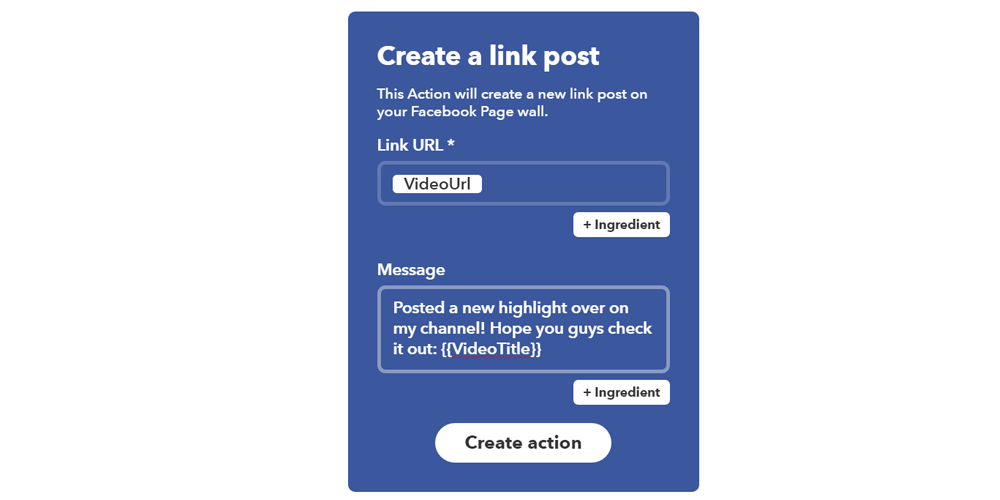 Create a link post
This Action will create a new link post on
your Facebook Page wall.
Link URL *
VideoUrl
+ Ingredient
Message
Posted a new highlight over on
my channel! Hope you guys check
it out: {{VideoTitle}}
+ Ingredient
Create action